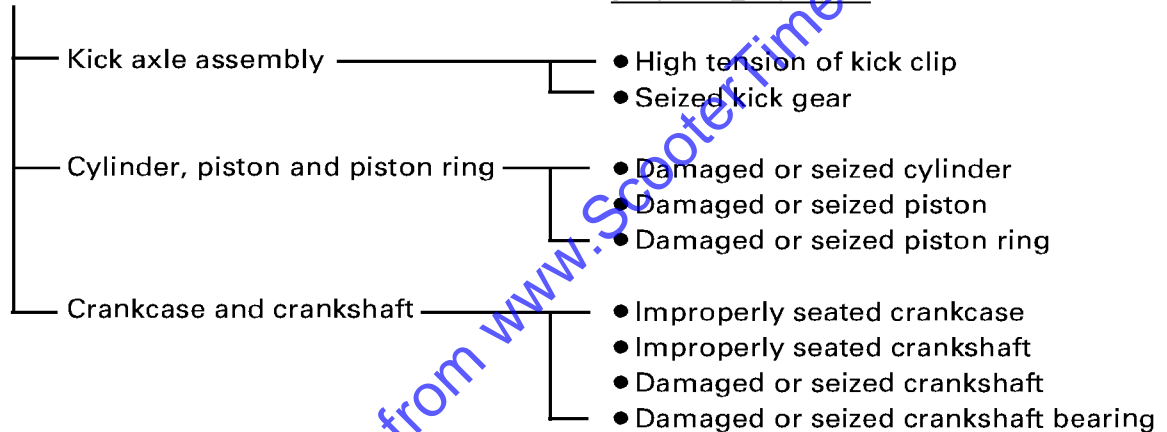 Kick axle assembly
● High tension of kick clip
● Seized kick gear
Cylinder, piston and piston ring
● Damaged or seized cylinder
● Damaged or seized piston
● Damaged or seized piston ring
Crankcase and crankshaft
● Improperly seated crankcase
● Improperly seated crankshaft
● Damaged or seized crankshaft
● Damaged or seized crankshaft bearing
from www.ScooterTime